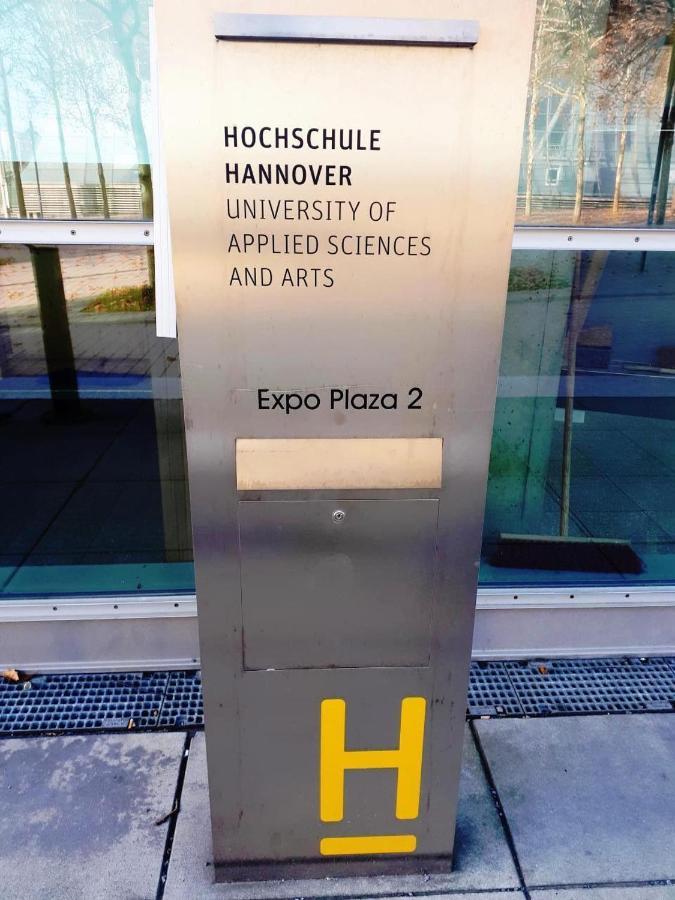 HOCHSCHULE
HANNOVER
UNIVERSITY OF
APPLIED SCIENCES
AND ARTS
Expo Plaza 2
H